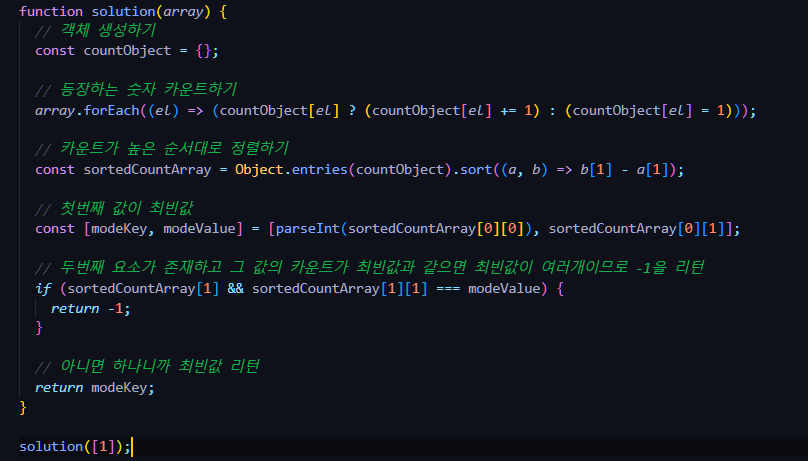 function solution(array) {
// 객체 생성하기
const countObject = {};
// 등장하는 숫자 카운트하기
array.forEach((el) => (countObject[el] ? (countObject[el] += 1) : (countObject[el] = 1)));
// 카운트가 높은 순서대로 정렬하기
const sortedCountArray = Object.entries(countObject).sort((a, b) => b[1] - a[1]);
// 첫번째 값이 최빈값
const [modeKey, modeValue] = [parseInt(sortedCountArray[0][0]), sortedCountArray[0][1]];
// 두번째 요소가 존재하고 그 값의 카운트가 최빈값과 같으면 최빈값이 여러개이므로 -1을 리턴
if (sortedCountArray[1] && sortedCountArray[1][1] === modeValue) {
return -1;
}
// 아니면 하나니까 최빈값 리턴
return modeKey;
}
solution([1]);